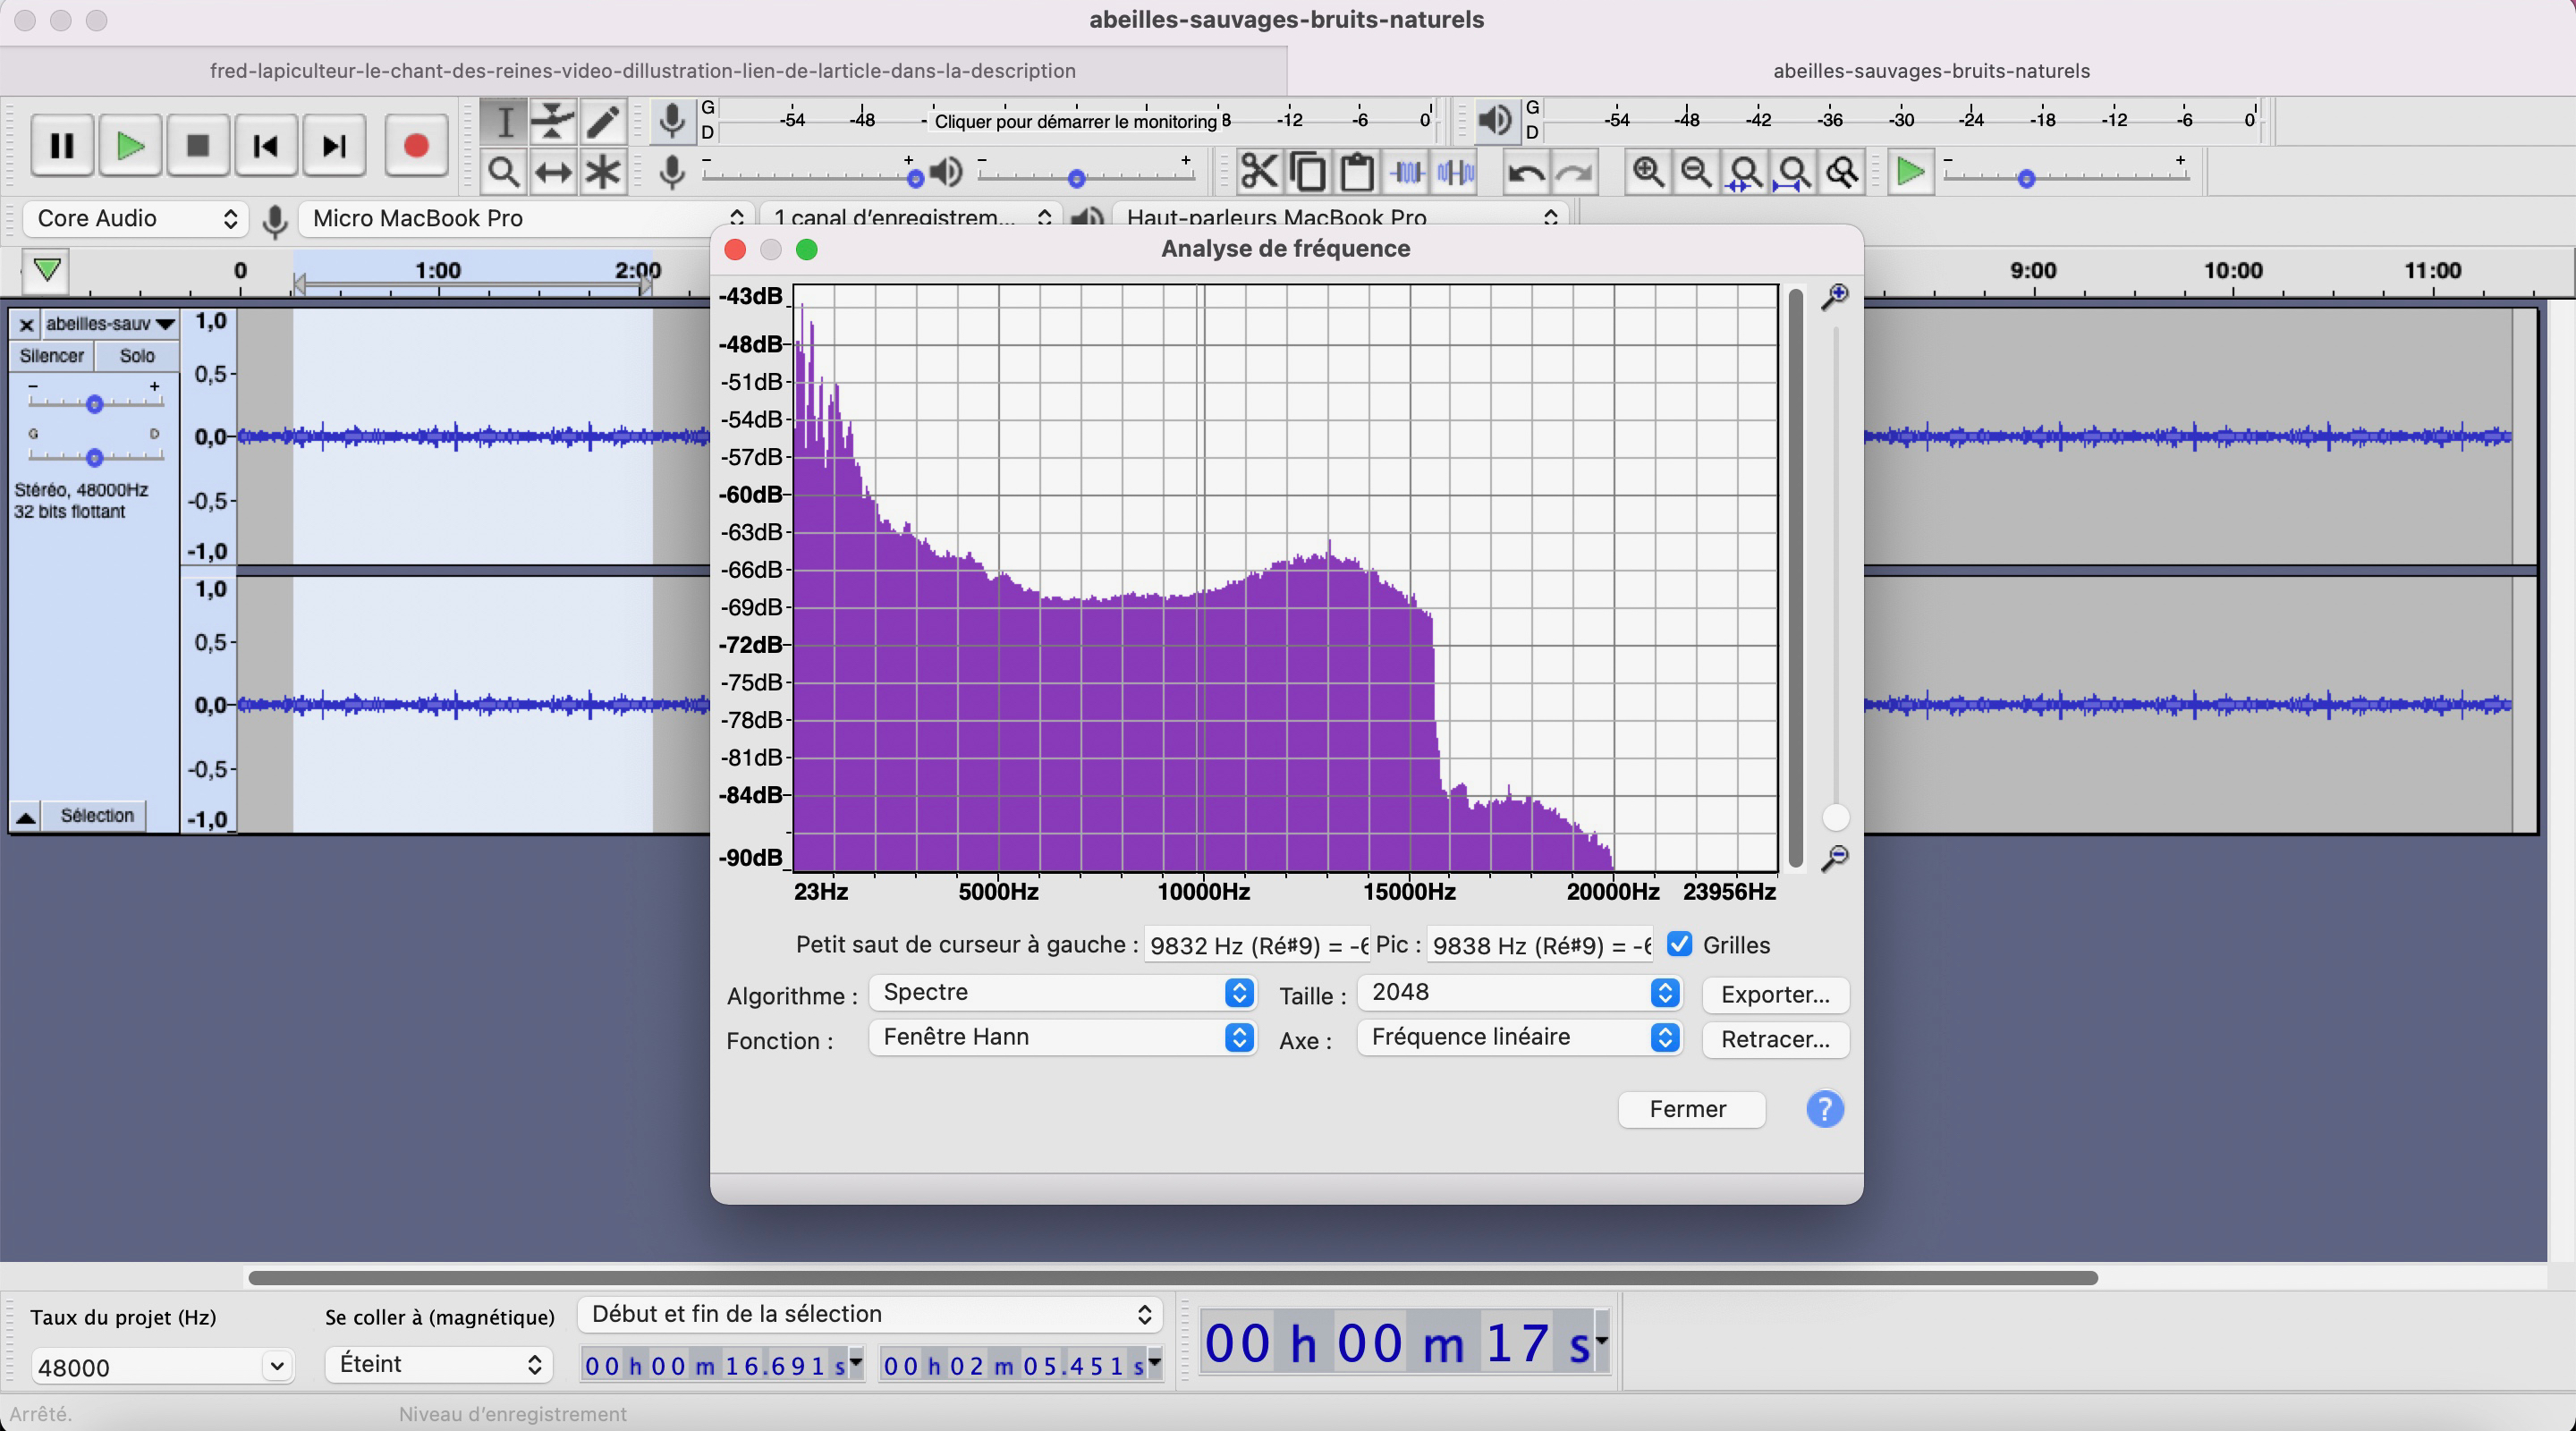 abeilles-sauvages-bruits-naturels
fred-lapiculteur-le-chant-des-reines-video-dillustration-lien-de-larticle-dans-la-description
abeilles-sauvages-bruits-naturels
G
D
-54 -48 - Cliquer pour démarrer le monitoring 8 -12 -6 0
G
D
-54 -48 -42 -36 -30 -24 -18 -12 -6 0
- + - + - +
Core Audio
Micro MacBook Pro
1 canal d'enregistrem...
Haut-parleurs MacBook Pro
0 1:00 2:00 9:00 10:00 11:00
abeilles-sauv
Silencer Solo
- +
G D
Stéréo, 48000Hz
32 bits flottant
Sélection
1,0
0,5
0,0
-0,5
-1,0
1,0
0,5
0,0
-0,5
-1,0
Analyse de fréquence
-43dB
-48dB
-51dB
-54dB
-57dB
-60dB
-63dB
-66dB
-69dB
-72dB
-75dB
-78dB
-81dB
-84dB
-90dB
23Hz 5000Hz 10000Hz 15000Hz 20000Hz 23956Hz
Petit saut de curseur à gauche : 9832 Hz (Ré#9) = -6 Pic : 9838 Hz (Ré#9) = -6 Grilles
Algorithme : Spectre Taille : 2048 Exporter...
Fonction : Fenêtre Hann Axe : Fréquence linéaire Retracer...
Fermer ?
Taux du projet (Hz)
48000
Se coller à (magnétique)
Éteint
Début et fin de la sélection
00 h 00 m 16.691 s 00 h 02 m 05.451 s
00 h 00 m 17 s
Arrêté. Niveau d'enregistrement